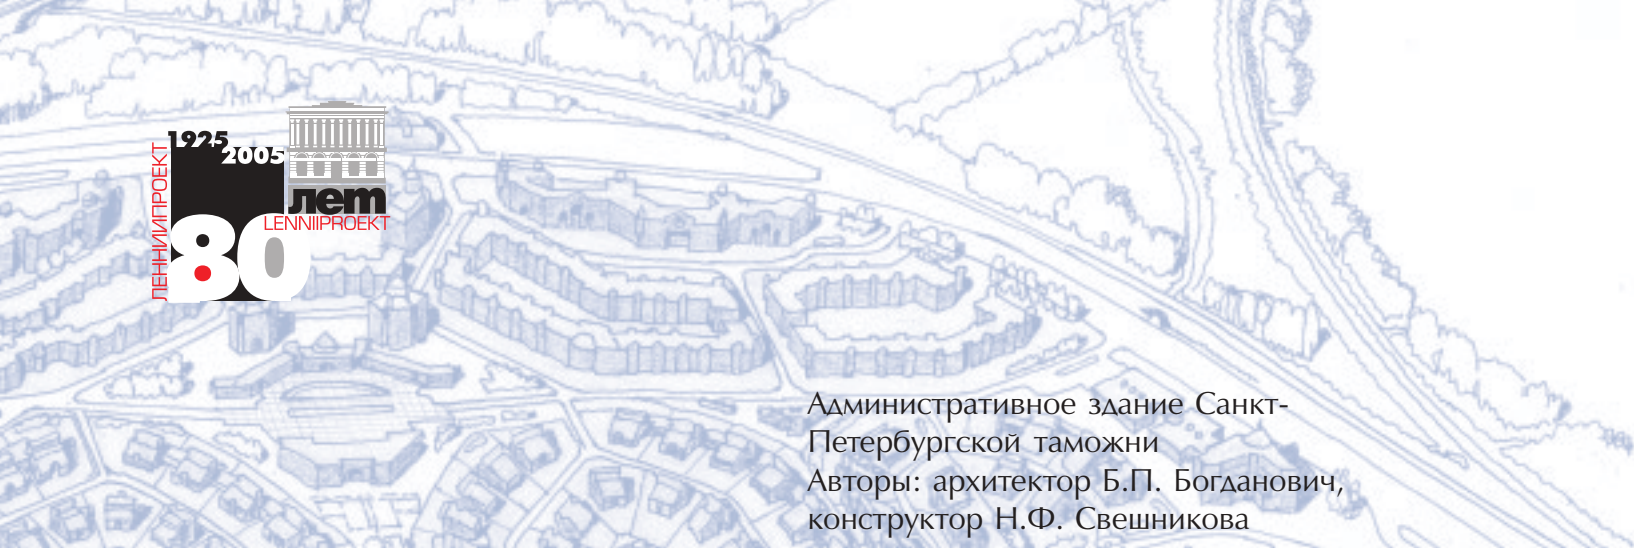 1925
2005
лет
LENNIIPROEKT
ЛЕННИИПРОЕКТ
80
Административное здание Санкт-
Петербургской таможни
Авторы: архитектор Б.П. Богданович,
конструктор Н.Ф. Свешникова